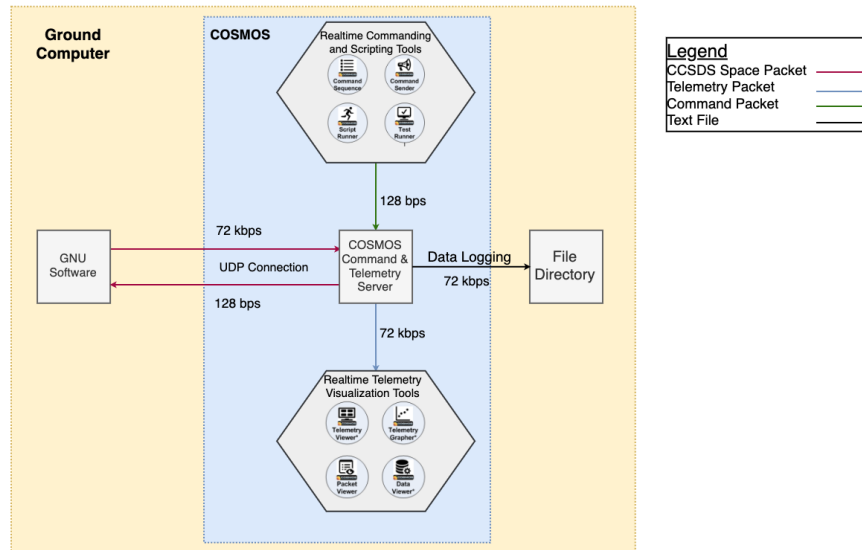 Ground
Computer
COSMOS
Realtime Commanding
and Scripting Tools
Command
Sequence
Command
Sender
Script
Runner
Test
Runner
128 bps
GNU
Software
72 kbps
UDP Connection
128 bps
COSMOS
Command &
Telemetry
Server
Data Logging
72 kbps
File
Directory
72 kbps
Realtime Telemetry
Visualization Tools
Telemetry
Viewer*
Telemetry
Grapher*
Packet
Viewer
Data
Viewer*
Legend
CCSDS Space Packet
Telemetry Packet
Command Packet
Text File